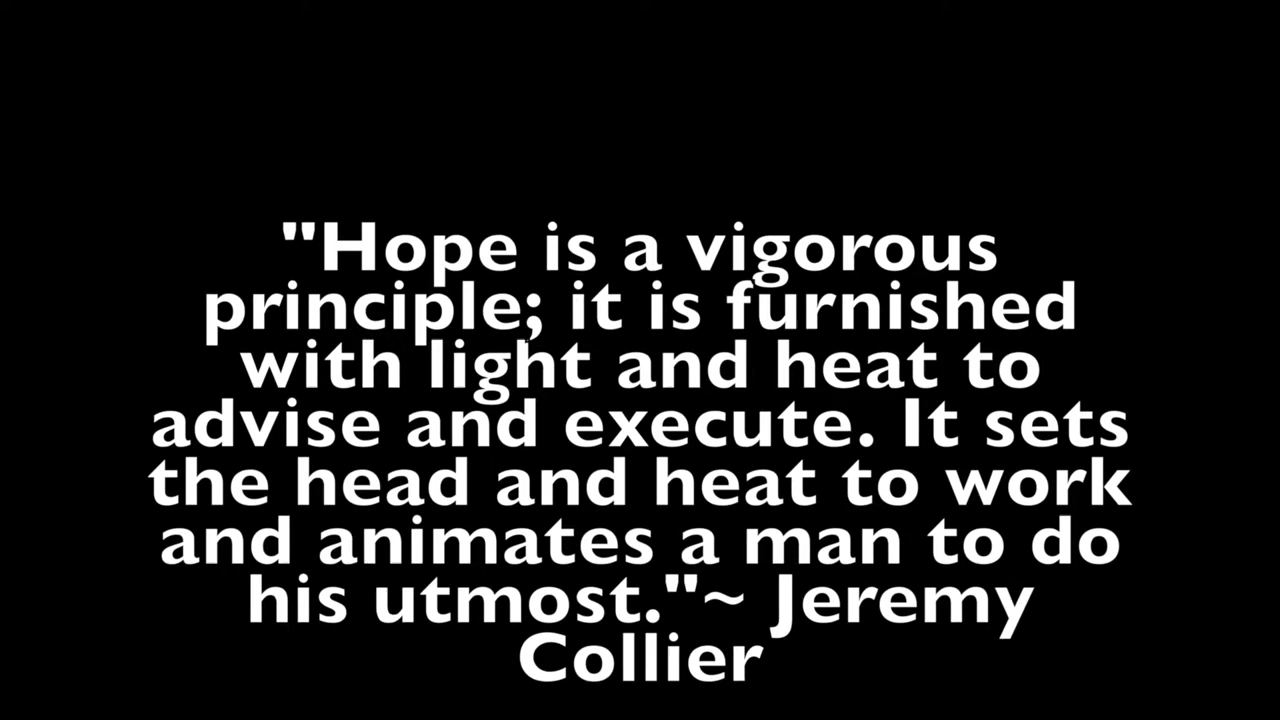 "Hope is a vigorous
principle; it is furnished
with light and heat to
advise and execute. It sets
the head and heat to work
and animates a man to do
his utmost."~ Jeremy
Collier